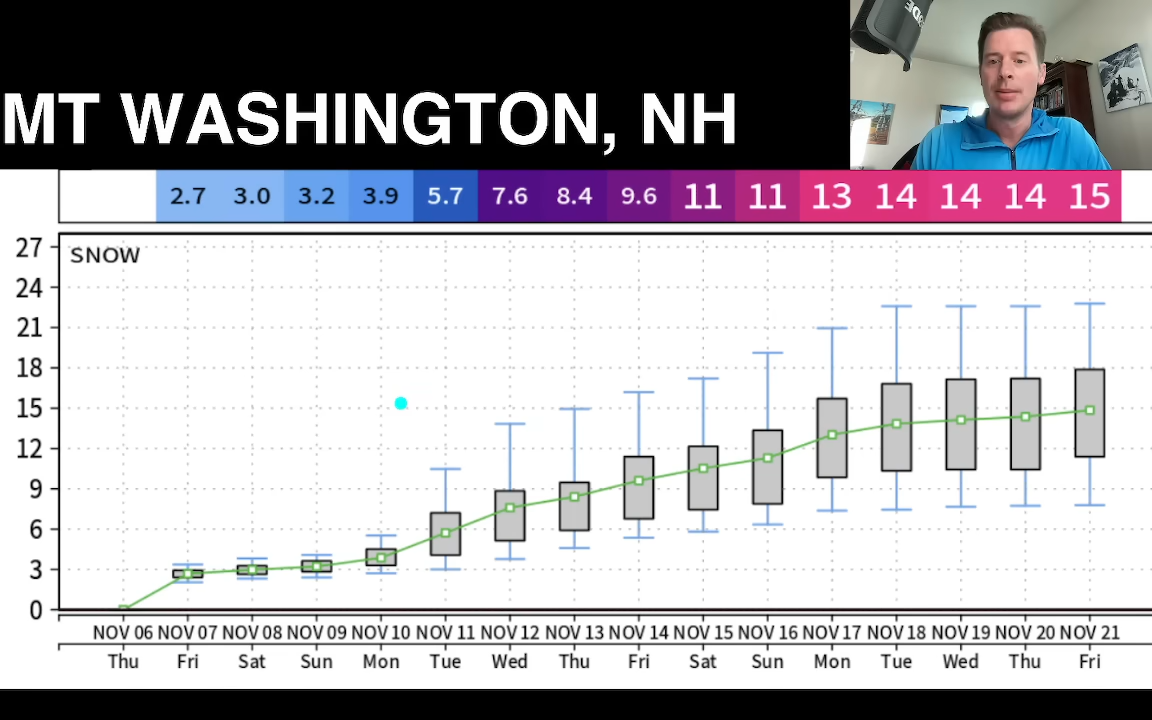 MT WASHINGTON, NH
2.7 3.0 3.2 3.9 5.7 7.6 8.4 9.6 11 11 13 14 14 14 15
SNOW
27
24
21
18
15
12
9
6
3
0
NOV 06 NOV 07 NOV 08 NOV 09 NOV 10 NOV 11 NOV 12 NOV 13 NOV 14 NOV 15 NOV 16 NOV 17 NOV 18 NOV 19 NOV 20 NOV 21
Thu Fri Sat Sun Mon Tue Wed Thu Fri Sat Sun Mon Tue Wed Thu Fri